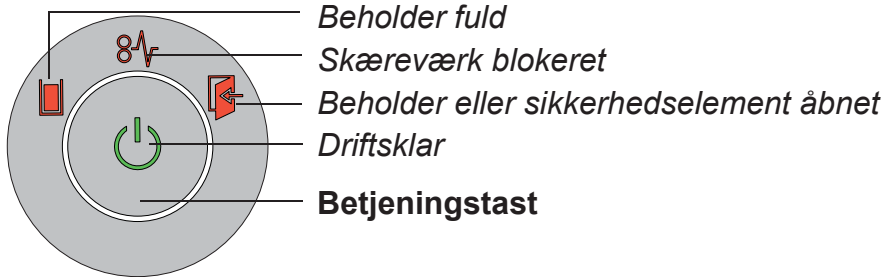 Beholder fuld
Skæreværk blokeret
Beholder eller sikkerhedselement åbnet
Driftsklar
Betjeningstast